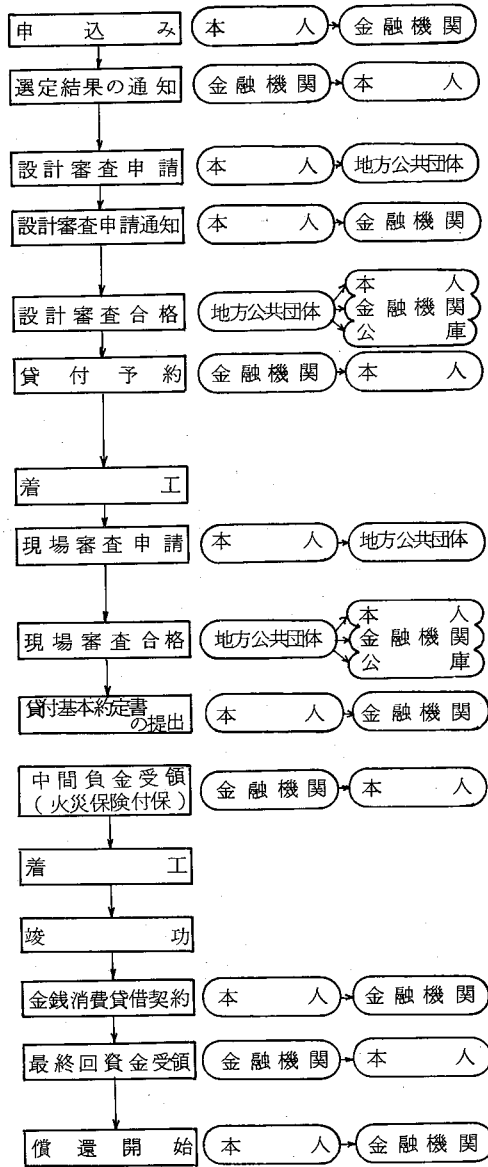 申込み 本人 金融機関
選定結果の通知 金融機関 本人
設計審査申請 本人 地方公共団体
設計審査申請通知 本人 金融機関
本人
設計審査合格 地方公共団体 金融機関
公庫
貸付予約 金融機関 本人
着工
現場審査申請 本人 地方公共団体
本人
現場審査合格 地方公共団体 金融機関
公庫
貸付基本約定書
の提出 本人 金融機関
中間負金受領
(火災保険付保) 金融機関 本人
着工
竣功
金銭消費貸借契約 本人 金融機関
最終回資金受領 金融機関 本人
償還開始 本人 金融機関